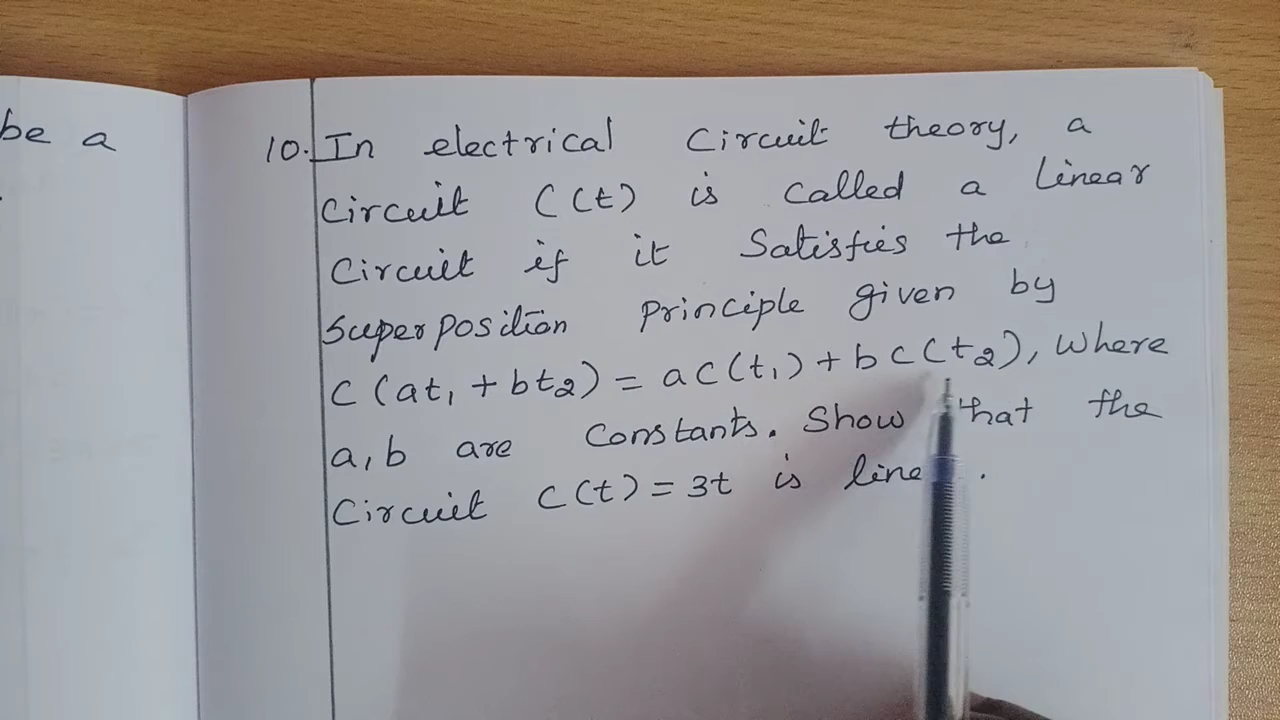 be a
10. In electrical Circuit theory, a
Circuit C(t) is called a linear
Circuit if it Satisfies the
Superposition Principle given by
C(at₁ + bt₂) = aC(t₁) + bC(t₂), Where
a, b are Constants. Show that the
Circuit C(t) = 3t is